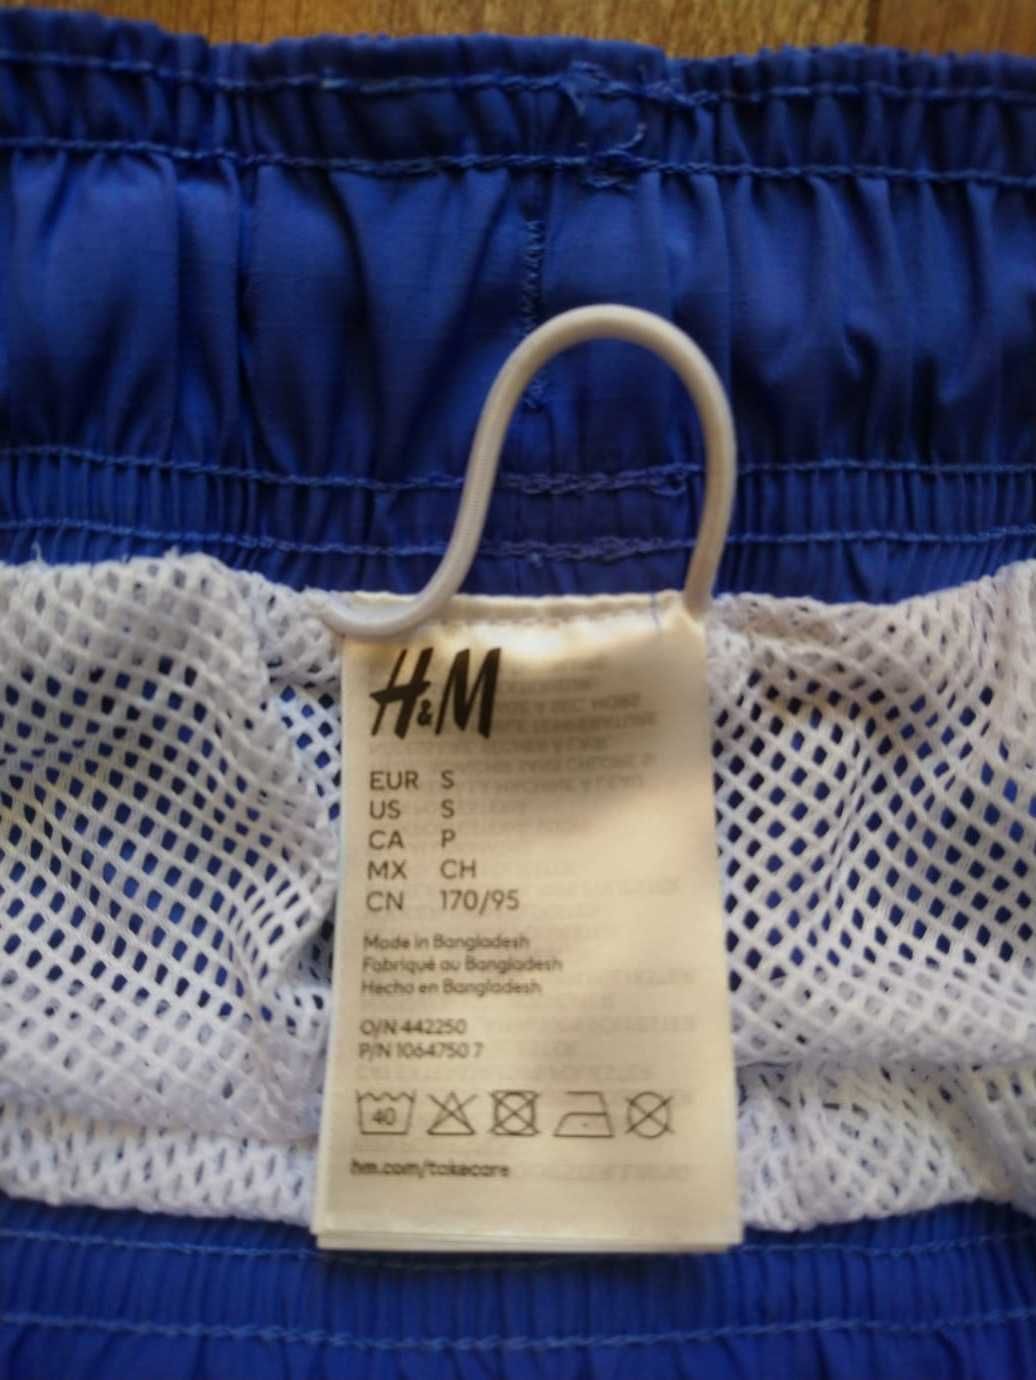 H&M
EUR S
US S
CA P
MX CH
CN 170/95
Made in Bangladesh
Fabriqué au Bangladesh
Hecho en Bangladesh
O/N 442250
P/N 1064750 7
40
hm.com/takecare